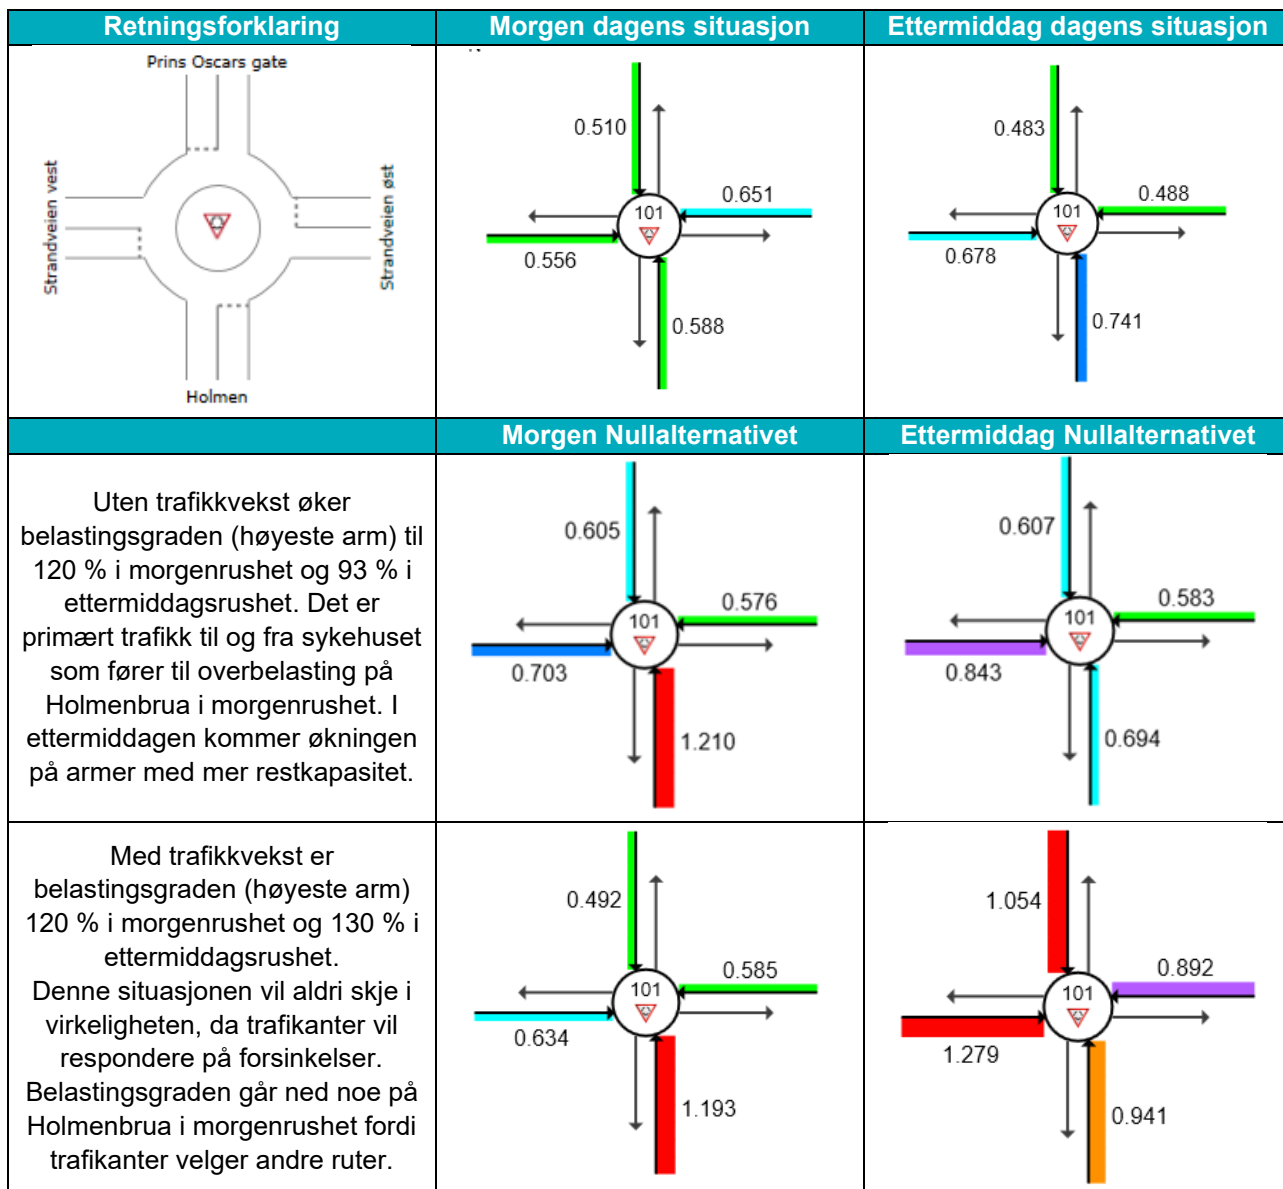 Retningsforklaring
Morgen dagens situasjon
Ettermiddag dagens situasjon
Prins Oscars gate
Strandveien vest
Strandveien øst
Holmen
0.510
0.651
101
0.556
0.588
0.483
0.488
101
0.678
0.741
Morgen Nullalternativet
Ettermiddag Nullalternativet
Uten trafikkvekst øker
belastingsgraden (høyeste arm) til
120 % i morgenrushet og 93 % i
ettermiddagsrushet. Det er
primært trafikk til og fra sykehuset
som fører til overbelasting på
Holmenbrua i morgenrushet. I
ettermiddagen kommer økningen
på armer med mer restkapasitet.
0.605
0.576
101
0.703
1.210
0.607
0.583
101
0.843
0.694
Med trafikkvekst er
belastingsgraden (høyeste arm)
120 % i morgenrushet og 130 % i
ettermiddagsrushet.
Denne situasjonen vil aldri skje i
virkeligheten, da trafikanter vil
respondere på forsinkelser.
Belastingsgraden går ned noe på
Holmenbrua i morgenrushet fordi
trafikanter velger andre ruter.
0.492
0.585
101
0.634
1.193
1.054
0.892
101
1.279
0.941